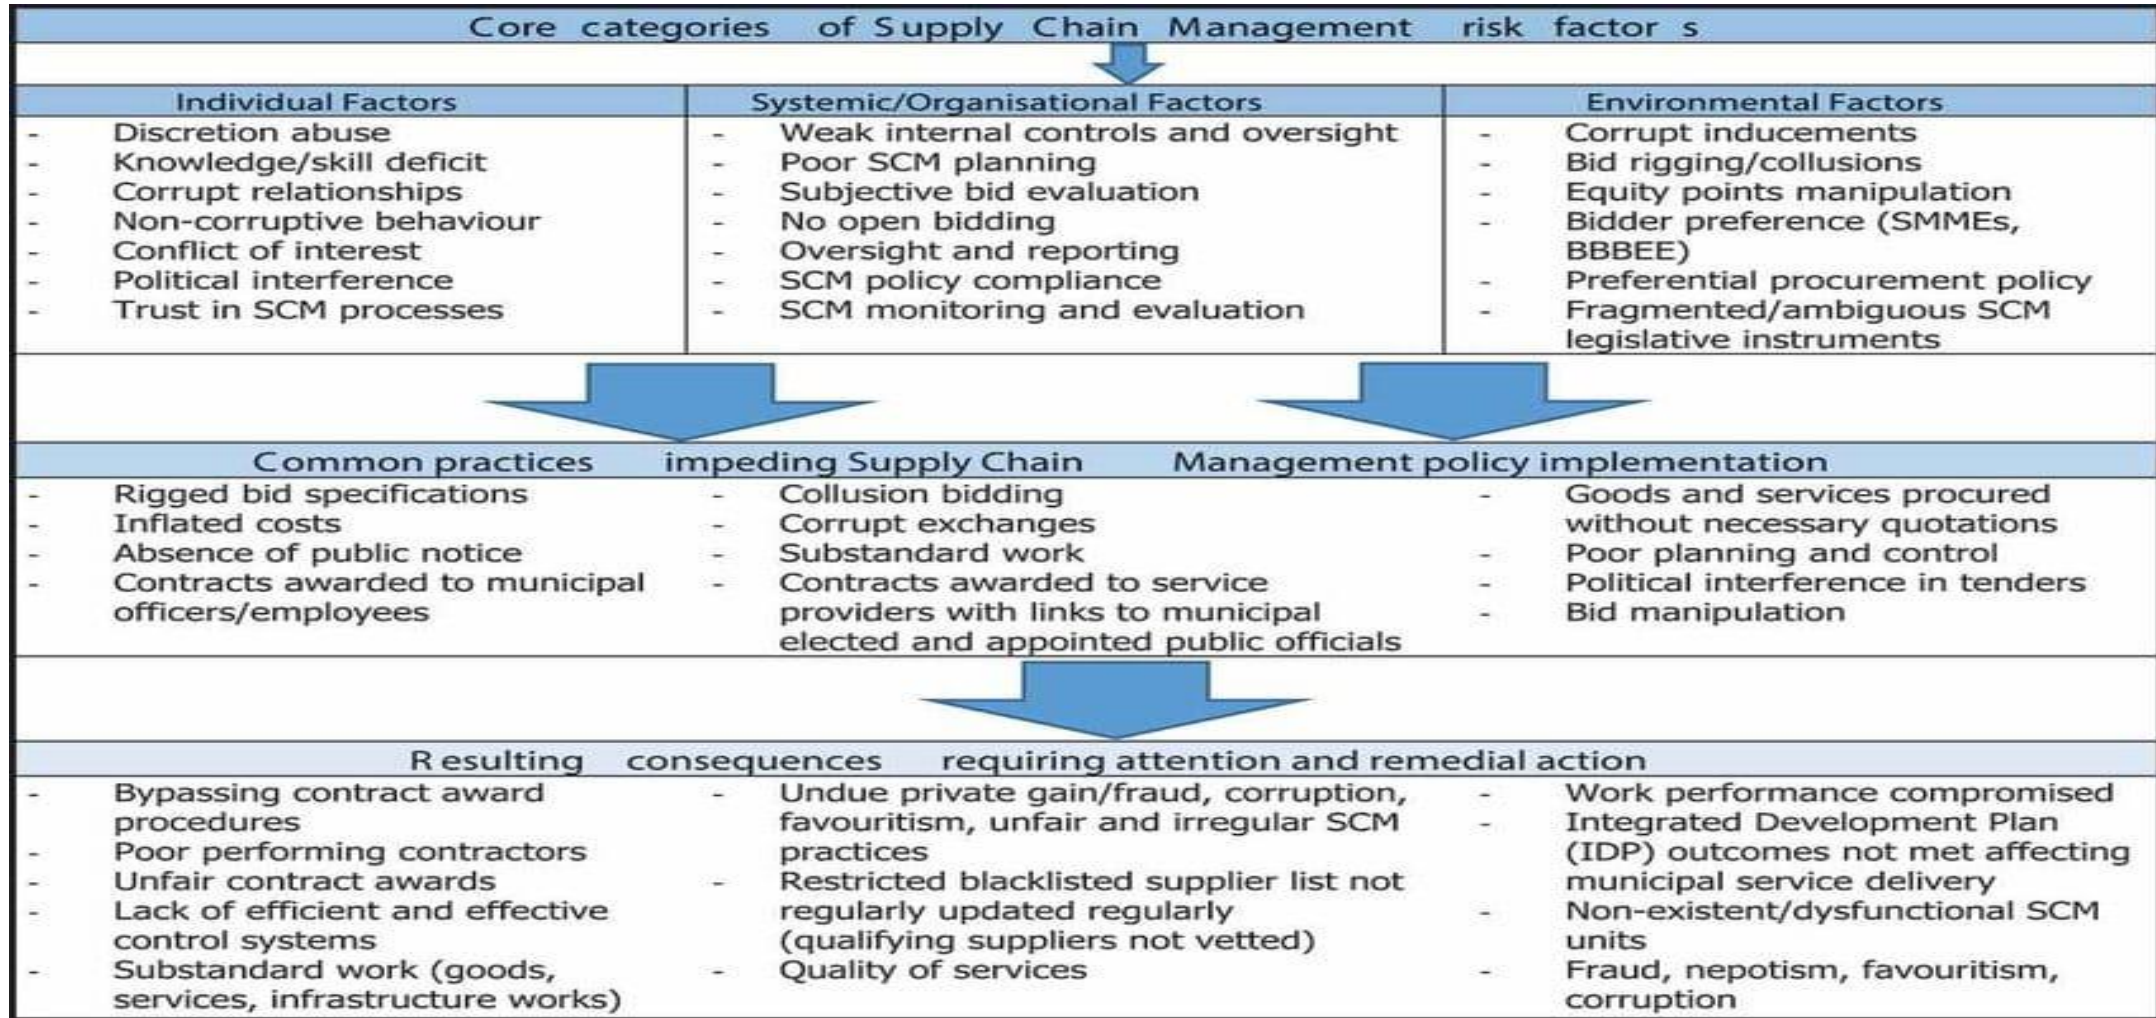 Core categories of Supply Chain Management risk factor s
Individual Factors
- Discretion abuse
- Knowledge/skill deficit
- Corrupt relationships
- Non-corruptive behaviour
- Conflict of interest
- Political interference
- Trust in SCM processes
Systemic/Organisational Factors
- Weak internal controls and oversight
- Poor SCM planning
- Subjective bid evaluation
- No open bidding
- Oversight and reporting
- SCM policy compliance
- SCM monitoring and evaluation
Environmental Factors
- Corrupt inducements
- Bid rigging/collusions
- Equity points manipulation
- Bidder preference (SMMEs,
BBBEE)
- Preferential procurement policy
- Fragmented/ambiguous SCM
legislative instruments
Common practices impeding Supply Chain Management policy implementation
- Rigged bid specifications
- Inflated costs
- Absence of public notice
- Contracts awarded to municipal
officers/employees
- Collusion bidding
- Corrupt exchanges
- Substandard work
- Contracts awarded to service
providers with links to municipal
elected and appointed public officials
- Goods and services procured
without necessary quotations
- Poor planning and control
- Political interference in tenders
- Bid manipulation
R esulting consequences requiring attention and remedial action
- Bypassing contract award
procedures
- Poor performing contractors
- Unfair contract awards
- Lack of efficient and effective
control systems
- Substandard work (goods,
services, infrastructure works)
- Undue private gain/fraud, corruption,
favouritism, unfair and irregular SCM
practices
- Restricted blacklisted supplier list not
regularly updated regularly
(qualifying suppliers not vetted)
- Quality of services
- Work performance compromised
- Integrated Development Plan
(IDP) outcomes not met affecting
municipal service delivery
- Non-existent/dysfunctional SCM
units
- Fraud, nepotism, favouritism,
corruption